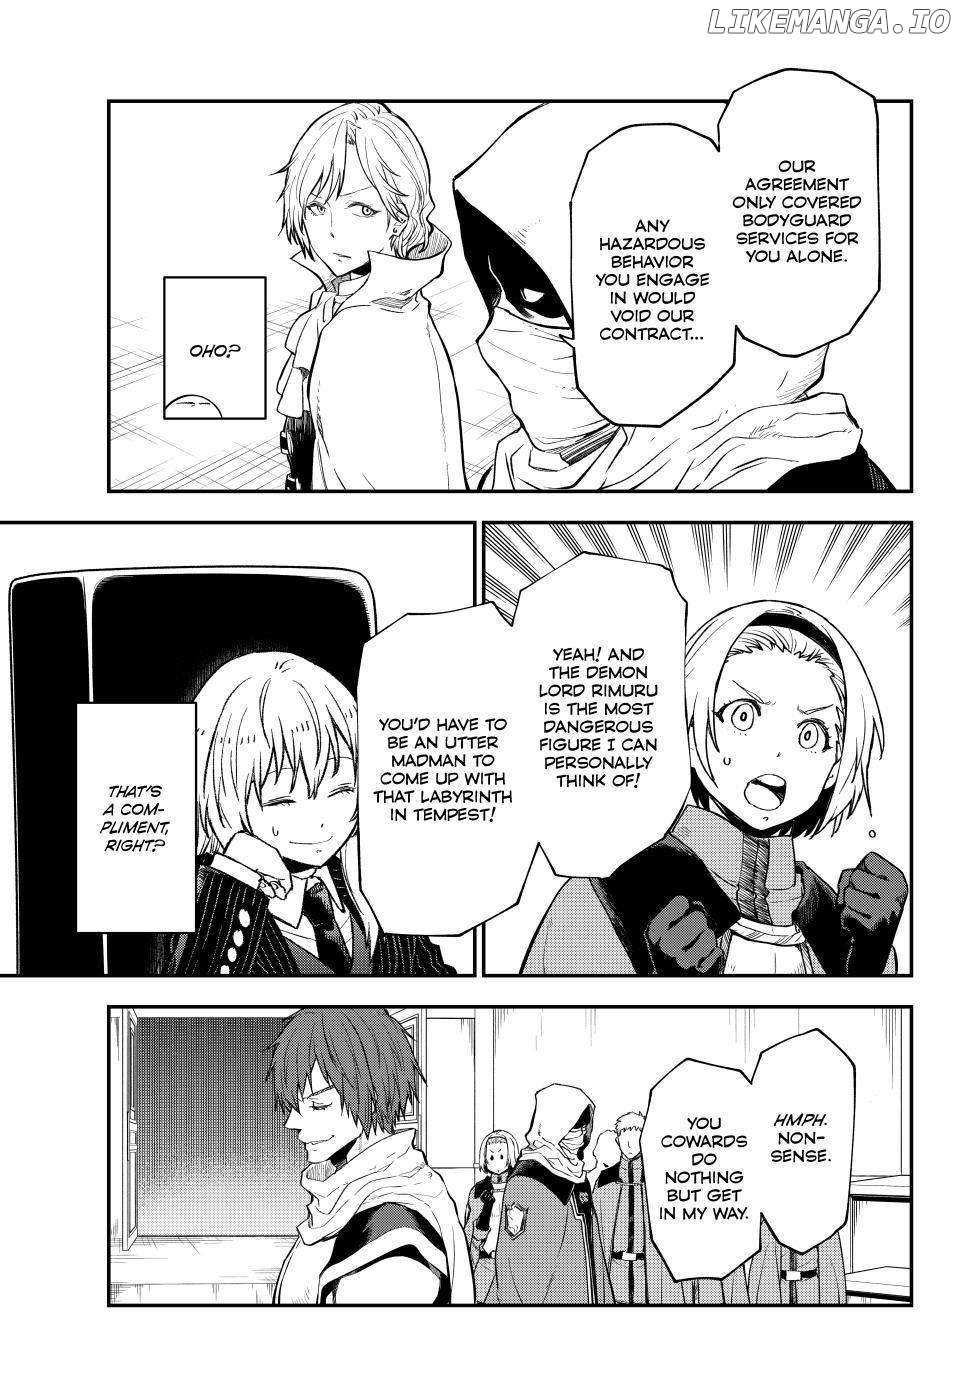 LIKEMANGA.IO
OUR
AGREEMENT
ONLY COVERED
BODYGUARD
SERVICES FOR
YOU ALONE.
ANY
HAZARDOUS
BEHAVIOR
YOU ENGAGE
IN WOULD
VOID OUR
CONTRACT...
OHO?
YEAH! AND
THE DEMON
LORD RIMURU
IS THE MOST
DANGEROUS
FIGURE I CAN
PERSONALLY
THINK OF!
YOU'D HAVE TO
BE AN UTTER
MADMAN TO
COME UP WITH
THAT LABYRINTH
IN TEMPEST!
THAT'S
A COM-
PLIMENT,
RIGHT?
HMPH.
NON-
SENSE.
YOU
COWARDS
DO
NOTHING
BUT GET
IN MY WAY.